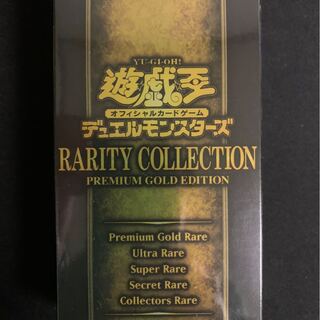 YU-GI-OH!
遊戯王
オフィシャルカードゲーム
デュエルモンスターズ
RARITY COLLECTION
PREMIUM GOLD EDITION
Premium Gold Rare
Ultra Rare
Super Rare
Secret Rare
Collectors Rare